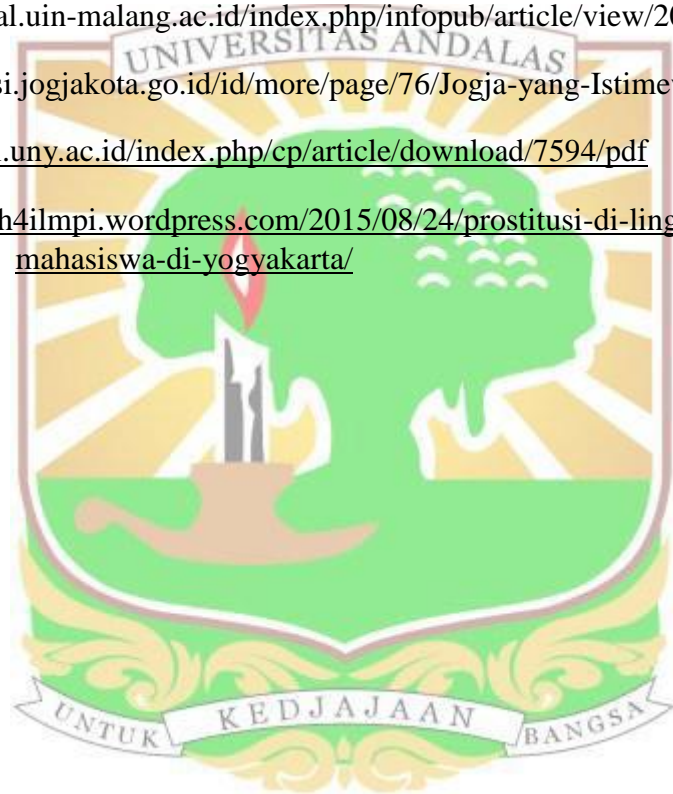 al.uin-malang.ac.id/index.php/infopub/article/view/20
UNIVERSITAS ANDALAS
si.jogjakota.go.id/id/more/page/76/Jogja-yang-Istimew
.uny.ac.id/index.php/cp/article/download/7594/pdf
h4ilmpi.wordpress.com/2015/08/24/prostitusi-di-ling
mahasiswa-di-yogyakarta/
UNTUK KEDJAJAAN BANGSA